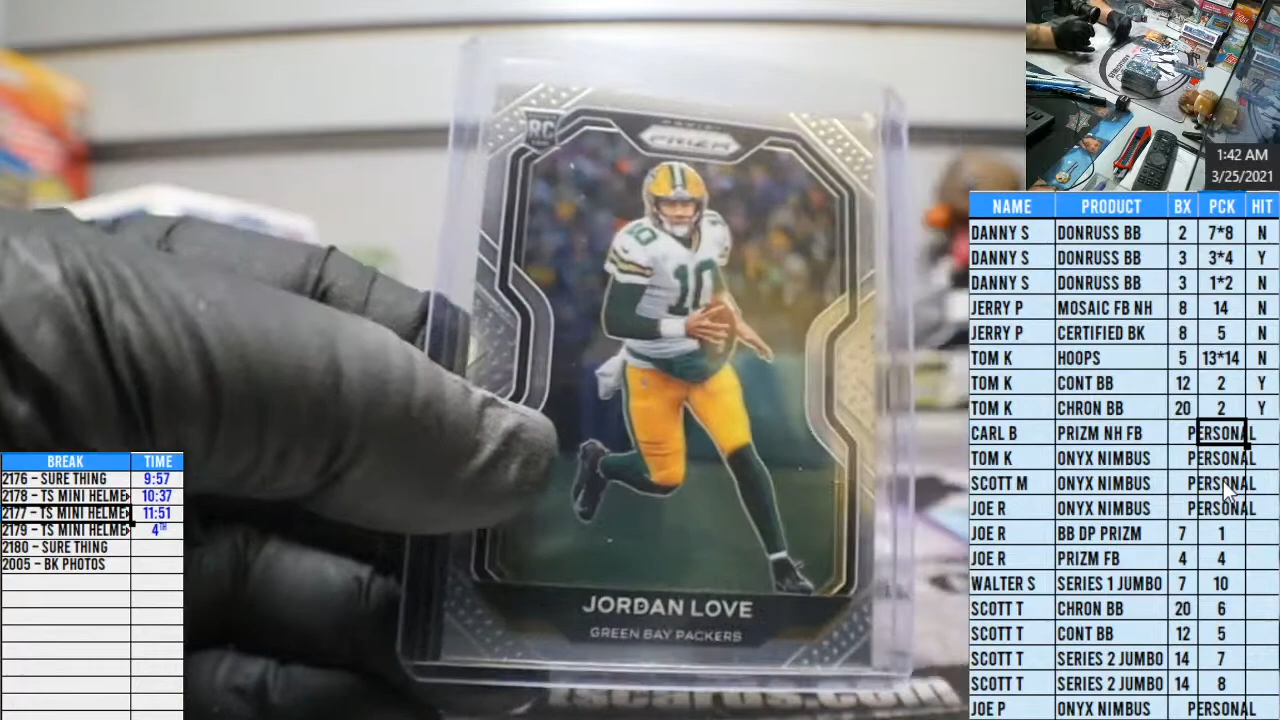 1:42 AM
3/25/2021
NAME PRODUCT BX PCK HIT
DANNY S DONRUSS BB 2 7*8 N
DANNY S DONRUSS BB 3 3*4 Y
DANNY S DONRUSS BB 3 1*2 N
JERRY P MOSAIC FB NH 8 14 N
JERRY P CERTIFIED BK 8 5 N
TOM K HOOPS 5 13*14 N
TOM K CONT BB 12 2 Y
TOM K CHRON BB 20 2 Y
CARL B PRIZM NH FB PERSONAL
TOM K ONYX NIMBUS PERSONAL
SCOTT M ONYX NIMBUS PERSONAL
JOE R ONYX NIMBUS PERSONAL
JOE R BB DP PRIZM 7 1
JOE R PRIZM FB 4 4
WALTER S SERIES 1 JUMBO 7 10
SCOTT T CHRON BB 20 6
SCOTT T CONT BB 12 5
SCOTT T SERIES 2 JUMBO 14 7
SCOTT T SERIES 2 JUMBO 14 8
JOE P ONYX NIMBUS PERSONAL
RC
PRIZM
10
10
JORDAN LOVE
GREEN BAY PACKERS
tscards.com
BREAK TIME
2176 – SURE THING 9:57
2178 – TS MINI HELME 10:37
2177 – TS MINI HELME 11:51
2179 – TS MINI HELME 4TH
2180 – SURE THING
2005 – BK PHOTOS